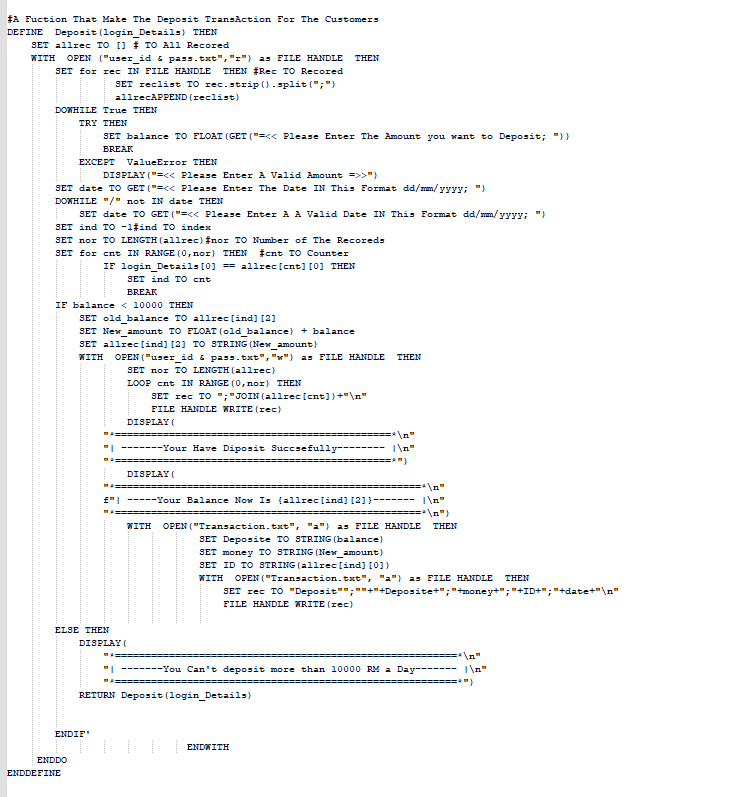 #A Fuction That Make The Deposit TransAction For The Customers
DEFINE  Deposit(login_Details) THEN
    SET allrec TO [] # TO All Recored
    WITH  OPEN ("user_id & pass.txt","r") as FILE HANDLE  THEN
        SET for rec IN FILE HANDLE  THEN #Rec TO Recored
                  SET reclist TO rec.strip().split(";")
                  allrecAPPEND(reclist)
        DOWHILE True THEN
            TRY THEN
                SET balance TO FLOAT(GET("=<< Please Enter The Amount you want to Deposit; "))
                BREAK
            EXCEPT  ValueError THEN
                DISPLAY("=<< Please Enter A Valid Amount =>>")
        SET date TO GET("=<< Please Enter The Date IN This Format dd/mm/yyyy; ")
        DOWHILE "/" not IN date THEN
            SET date TO GET("=<< Please Enter A A Valid Date IN This Format dd/mm/yyyy; ")
        SET ind TO -1#ind TO index
        SET nor TO LENGTH(allrec)#nor TO Number of The Recoreds
        SET for cnt IN RANGE(0,nor) THEN  #cnt TO Counter
                IF login_Details[0] == allrec[cnt][0] THEN
                    SET ind TO cnt
                    BREAK
        IF balance < 10000 THEN
            SET old_balance TO allrec[ind][2]
            SET New_amount TO FLOAT(old_balance) + balance
            SET allrec[ind][2] TO STRING(New_amount)
            WITH  OPEN("user_id & pass.txt","w") as FILE HANDLE  THEN
                    SET nor TO LENGTH(allrec)
                    LOOP cnt IN RANGE(0,nor) THEN
                        SET rec TO ";"JOIN(allrec[cnt])+"\n"
                        FILE HANDLE WRITE(rec)
                    DISPLAY(
                "*==============================================*\n"
                "| -------Your Have Diposit Succsefully-------- |\n"
                "*==============================================*")
                    DISPLAY(
                "*===================================================*\n"
                f"| -----Your Balance Now Is {allrec[ind][2]}------- |\n"
                "*===================================================*\n")
                    WITH  OPEN("Transaction.txt", "a") as FILE HANDLE  THEN
                                SET Deposite TO STRING(balance)
                                SET money TO STRING(New_amount)
                                SET ID TO STRING(allrec[ind][0])
                                WITH  OPEN("Transaction.txt", "a") as FILE HANDLE  THEN
                                    SET rec TO "Deposit"";""+"+Deposite+";"+money+";"+ID+";"+date+"\n"
                                    FILE HANDLE WRITE(rec)
        ELSE THEN
            DISPLAY(
                "*=========================================================*\n"
                "| -------You Can't deposit more than 10000 RM a Day------- |\n"
                "*=========================================================*")
            RETURN Deposit(login_Details)
        ENDIF'
                              ENDWITH
     ENDDO
ENDDEFINE